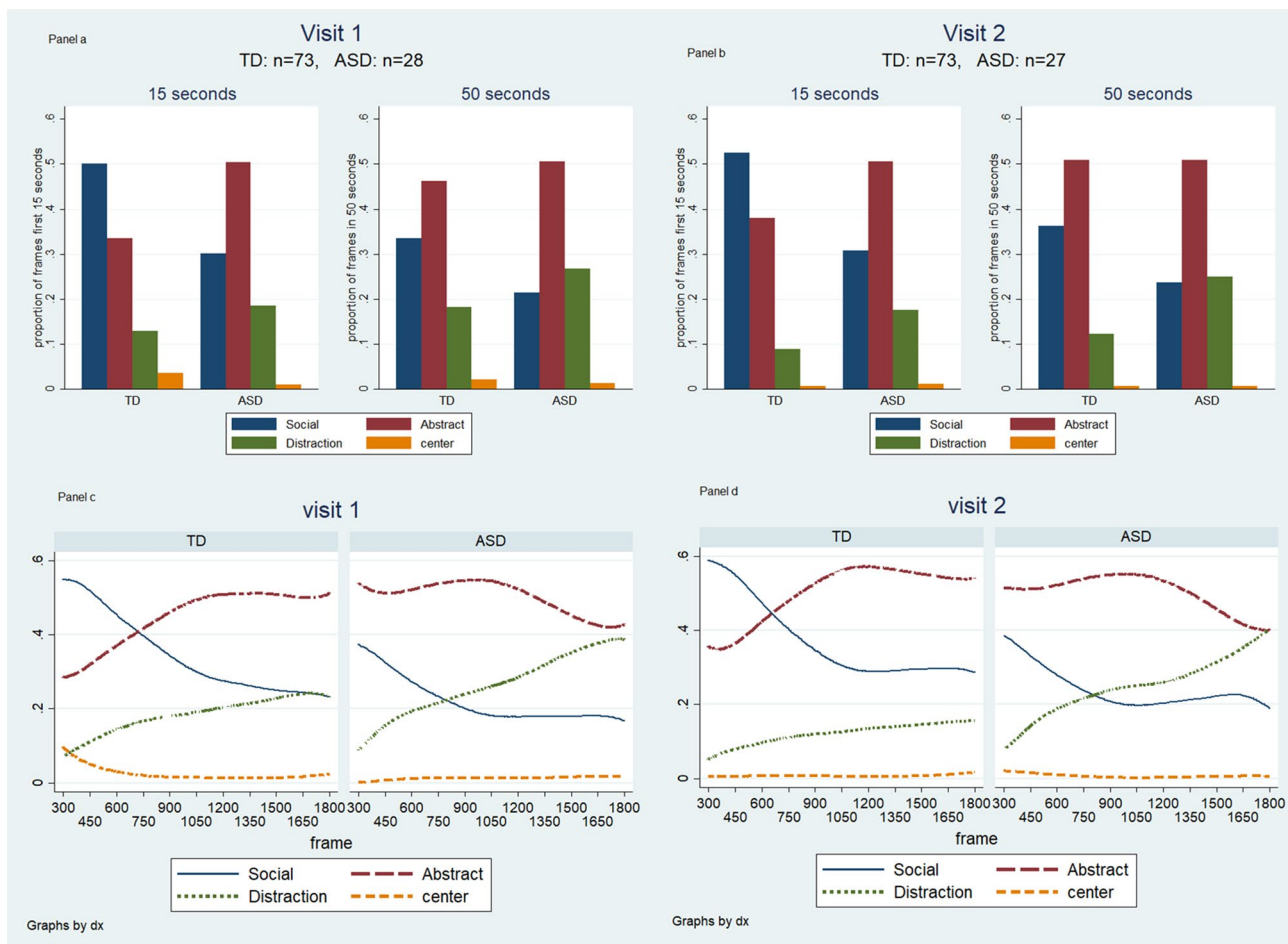 Panel a
Visit 1
TD: n=73, ASD: n=28
15 seconds
50 seconds
proportion of frames first 15 seconds
0 .1 .2 .3 .4 .5 .6
TD ASD
proportion of frames in 50 seconds
0 .1 .2 .3 .4 .5 .6
TD ASD
Social Abstract
Distraction center
Panel b
Visit 2
TD: n=73, ASD: n=27
15 seconds
50 seconds
proportion of frames first 15 seconds
0 .1 .2 .3 .4 .5 .6
TD ASD
proportion of frames in 50 seconds
0 .1 .2 .3 .4 .5 .6
TD ASD
Social Abstract
Distraction center
Panel c
visit 1
TD ASD
.6
.4
.2
0
300 600 900 1200 1500 1800 300 600 900 1200 1500 1800
450 750 1050 1350 1650 450 750 1050 1350 1650
frame
Social Abstract
Distraction center
Graphs by dx
Panel d
visit 2
TD ASD
.6
.4
.2
0
300 600 900 1200 1500 1800 300 600 900 1200 1500 1800
450 750 1050 1350 1650 450 750 1050 1350 1650
frame
Social Abstract
Distraction center
Graphs by dx